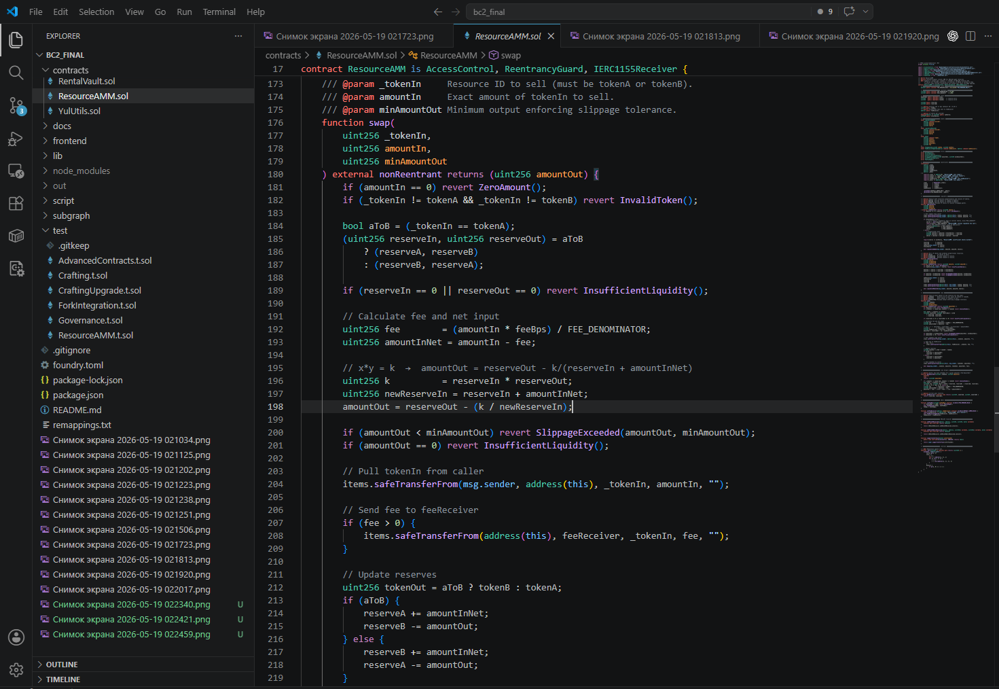 File Edit Selection View Go Run Terminal Help
bc2_final
9
EXPLORER
BC2_FINAL
contracts
RentalVault.sol
ResourceAMM.sol
YulUtils.sol
docs
frontend
lib
node_modules
out
script
subgraph
test
.gitkeep
AdvancedContracts.t.sol
Crafting.t.sol
CraftingUpgrade.t.sol
ForkIntegration.t.sol
Governance.t.sol
ResourceAMM.t.sol
.gitignore
foundry.toml
package-lock.json
package.json
README.md
remappings.txt
Снимок экрана 2026-05-19 021034.png
Снимок экрана 2026-05-19 021125.png
Снимок экрана 2026-05-19 021202.png
Снимок экрана 2026-05-19 021223.png
Снимок экрана 2026-05-19 021238.png
Снимок экрана 2026-05-19 021251.png
Снимок экрана 2026-05-19 021506.png
Снимок экрана 2026-05-19 021723.png
Снимок экрана 2026-05-19 021813.png
Снимок экрана 2026-05-19 021920.png
Снимок экрана 2026-05-19 022017.png
Снимок экрана 2026-05-19 022340.png U
Снимок экрана 2026-05-19 022421.png U
Снимок экрана 2026-05-19 022459.png U
OUTLINE
TIMELINE
3
Снимок экрана 2026-05-19 021723.png
ResourceAMM.sol
Снимок экрана 2026-05-19 021813.png
Снимок экрана 2026-05-19 021920.png
contracts > ResourceAMM.sol > ResourceAMM > swap
17 contract ResourceAMM is AccessControl, ReentrancyGuard, IERC1155Receiver {
173 /// @param _tokenIn Resource ID to sell (must be tokenA or tokenB).
174 /// @param amountIn Exact amount of tokenIn to sell.
175 /// @param minAmountOut Minimum output enforcing slippage tolerance.
176 function swap(
177 uint256 _tokenIn,
178 uint256 amountIn,
179 uint256 minAmountOut
180 ) external nonReentrant returns (uint256 amountOut) {
181 if (amountIn == 0) revert ZeroAmount();
182 if (_tokenIn != tokenA && _tokenIn != tokenB) revert InvalidToken();
183
184 bool aToB = (_tokenIn == tokenA);
185 (uint256 reserveIn, uint256 reserveOut) = aToB
186 ? (reserveA, reserveB)
187 : (reserveB, reserveA);
188
189 if (reserveIn == 0 || reserveOut == 0) revert InsufficientLiquidity();
190
191 // Calculate fee and net input
192 uint256 fee = (amountIn * feeBps) / FEE_DENOMINATOR;
193 uint256 amountInNet = amountIn - fee;
194
195 // x*y = k → amountOut = reserveOut - k/(reserveIn + amountInNet)
196 uint256 k = reserveIn * reserveOut;
197 uint256 newReserveIn = reserveIn + amountInNet;
198 amountOut = reserveOut - (k / newReserveIn);
199
200 if (amountOut < minAmountOut) revert SlippageExceeded(amountOut, minAmountOut);
201 if (amountOut == 0) revert InsufficientLiquidity();
202
203 // Pull tokenIn from caller
204 items.safeTransferFrom(msg.sender, address(this), _tokenIn, amountIn, "");
205
206 // Send fee to feeReceiver
207 if (fee > 0) {
208 items.safeTransferFrom(address(this), feeReceiver, _tokenIn, fee, "");
209 }
210
211 // Update reserves
212 uint256 tokenOut = aToB ? tokenB : tokenA;
213 if (aToB) {
214 reserveA += amountInNet;
215 reserveB -= amountOut;
216 } else {
217 reserveB += amountInNet;
218 reserveA -= amountOut;
219 }